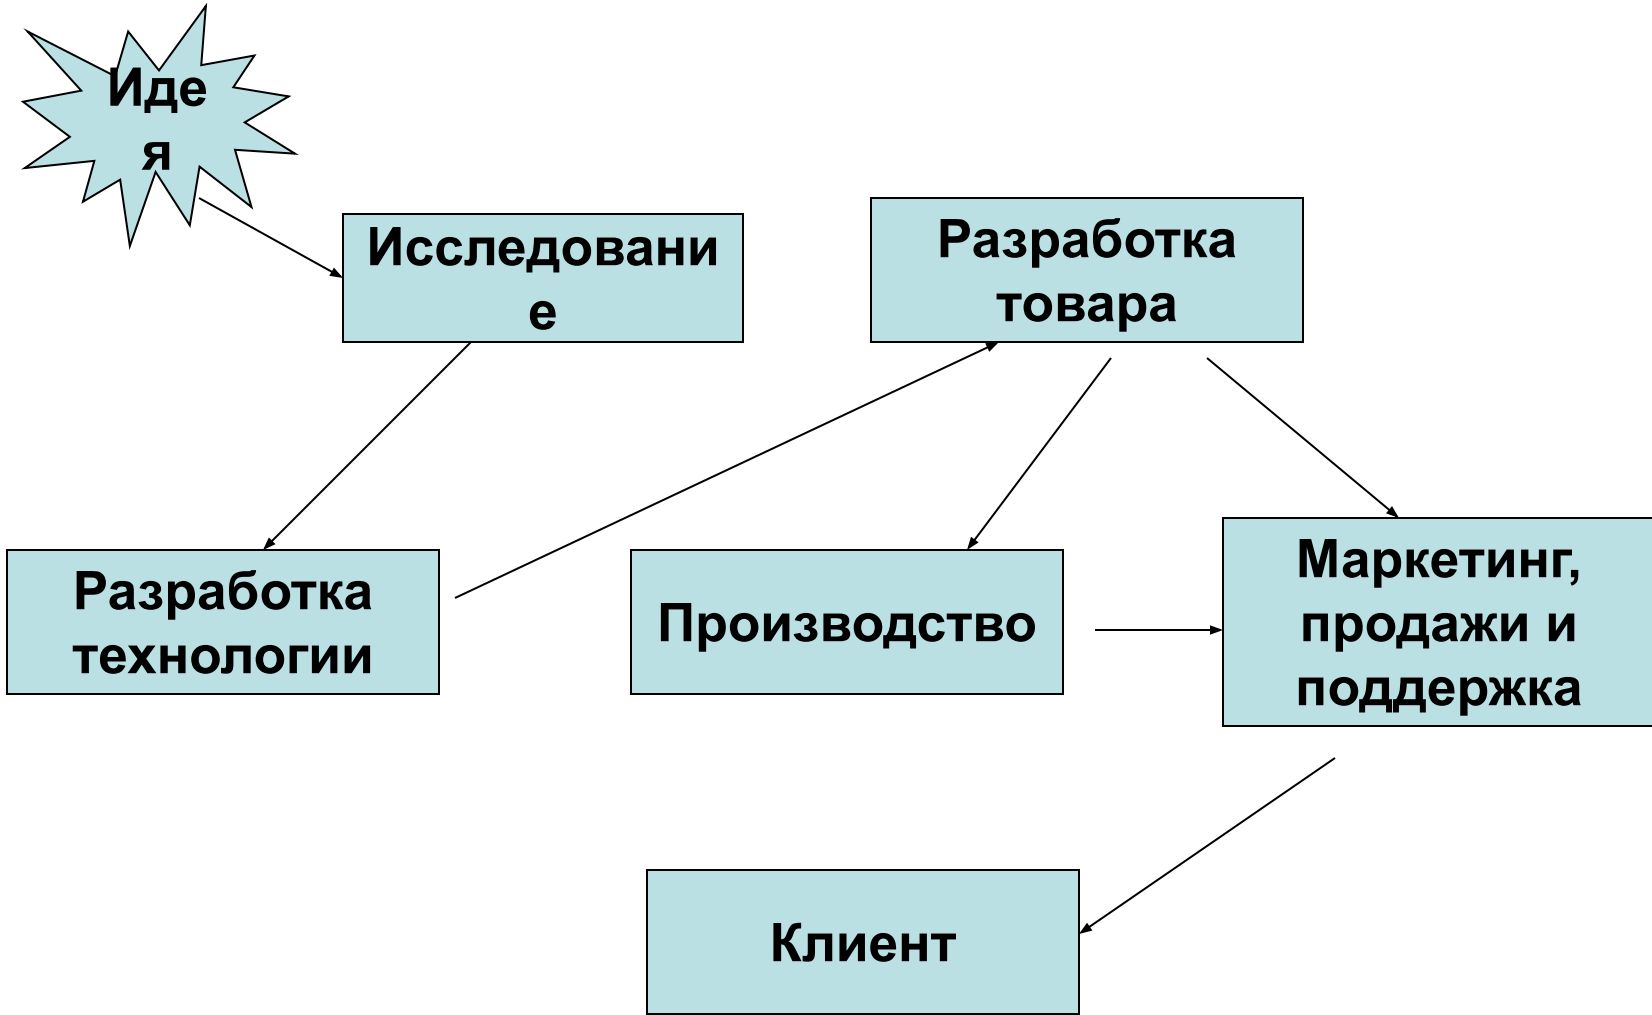 Иде
я
Исследовани
е
Разработка
товара
Разработка
технологии
Производство
Маркетинг,
продажи и
поддержка
Клиент